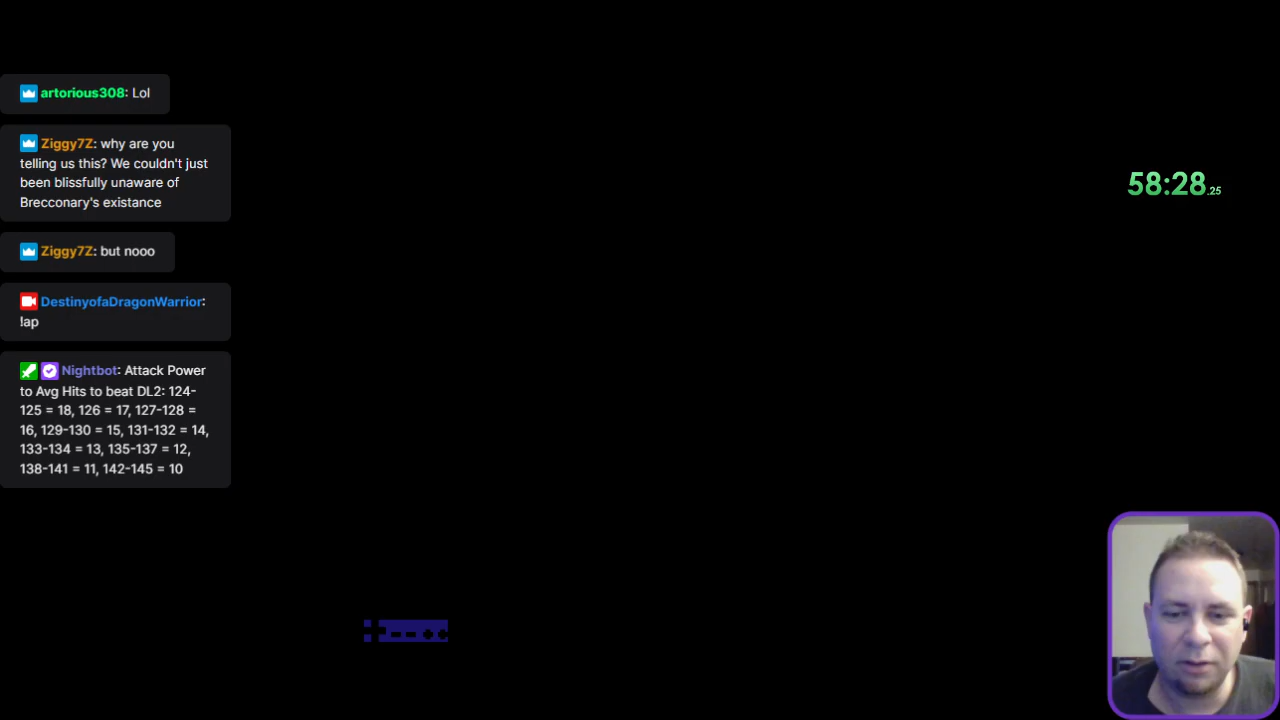 artorious308: Lol
Ziggy7Z: why are you
telling us this? We couldn't just
been blissfully unaware of
Brecconary's existance
Ziggy7Z: but nooo
DestinyofaDragonWarrior:
!ap
Nightbot: Attack Power
to Avg Hits to beat DL2: 124-
125 = 18, 126 = 17, 127-128 =
16, 129-130 = 15, 131-132 = 14,
133-134 = 13, 135-137 = 12,
138-141 = 11, 142-145 = 10
58:28.25